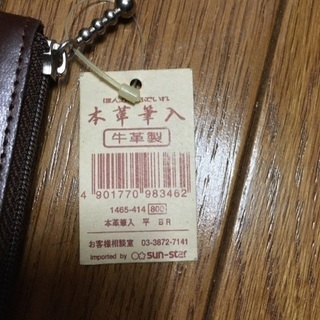 本革筆入
牛革製
4 901770 983462
1465-414 800
本革筆入 平 BR
お客様相談室 03-3872-7141
imported by sun-star